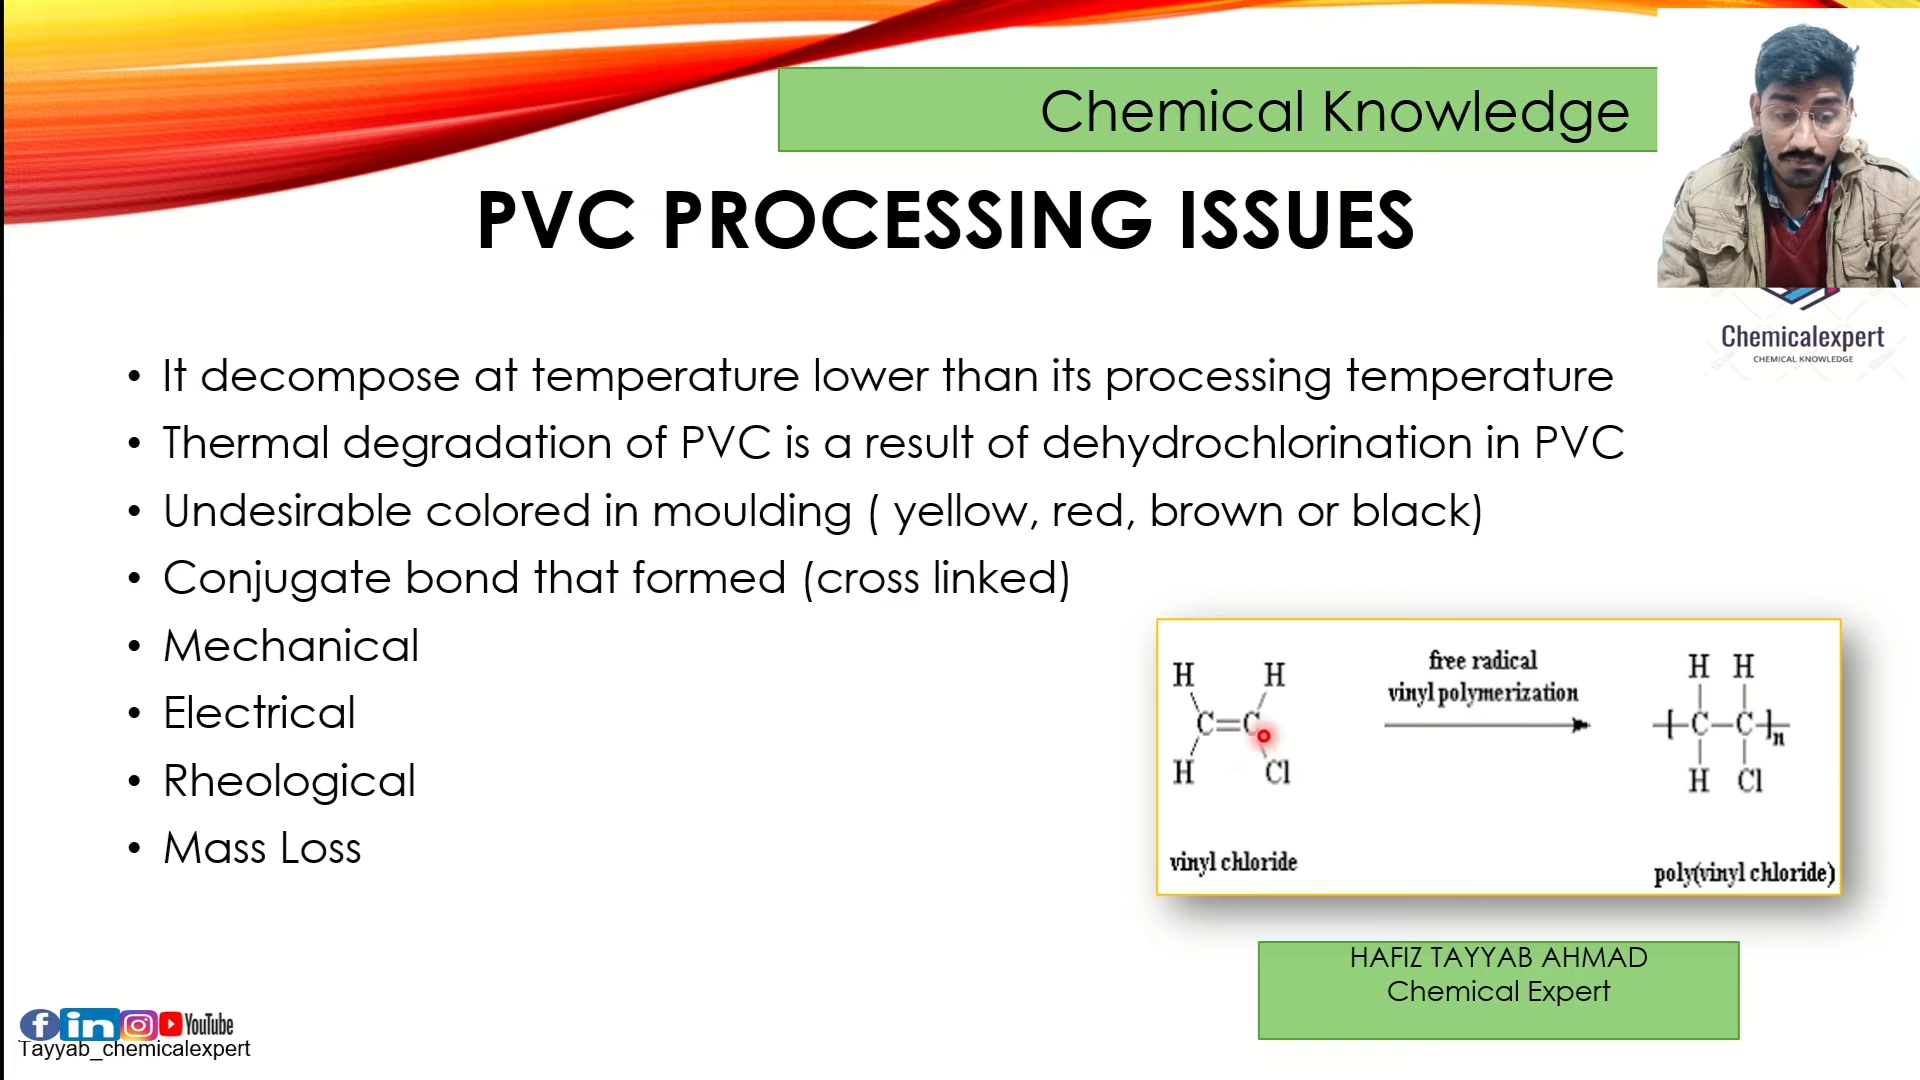 Chemical Knowledge
PVC PROCESSING ISSUES
Chemicalexpert
CHEMICAL KNOWLEDGE
• It decompose at temperature lower than its processing temperature
• Thermal degradation of PVC is a result of dehydrochlorination in PVC
• Undesirable colored in moulding ( yellow, red, brown or black)
• Conjugate bond that formed (cross linked)
• Mechanical
• Electrical
• Rheological
• Mass Loss
H H
C=C
H Cl
vinyl chloride
free radical
vinyl polymerization
H H
[C—C]n
H Cl
poly(vinyl chloride)
HAFIZ TAYYAB AHMAD
Chemical Expert
f in YouTube
Tayyab_chemicalexpert